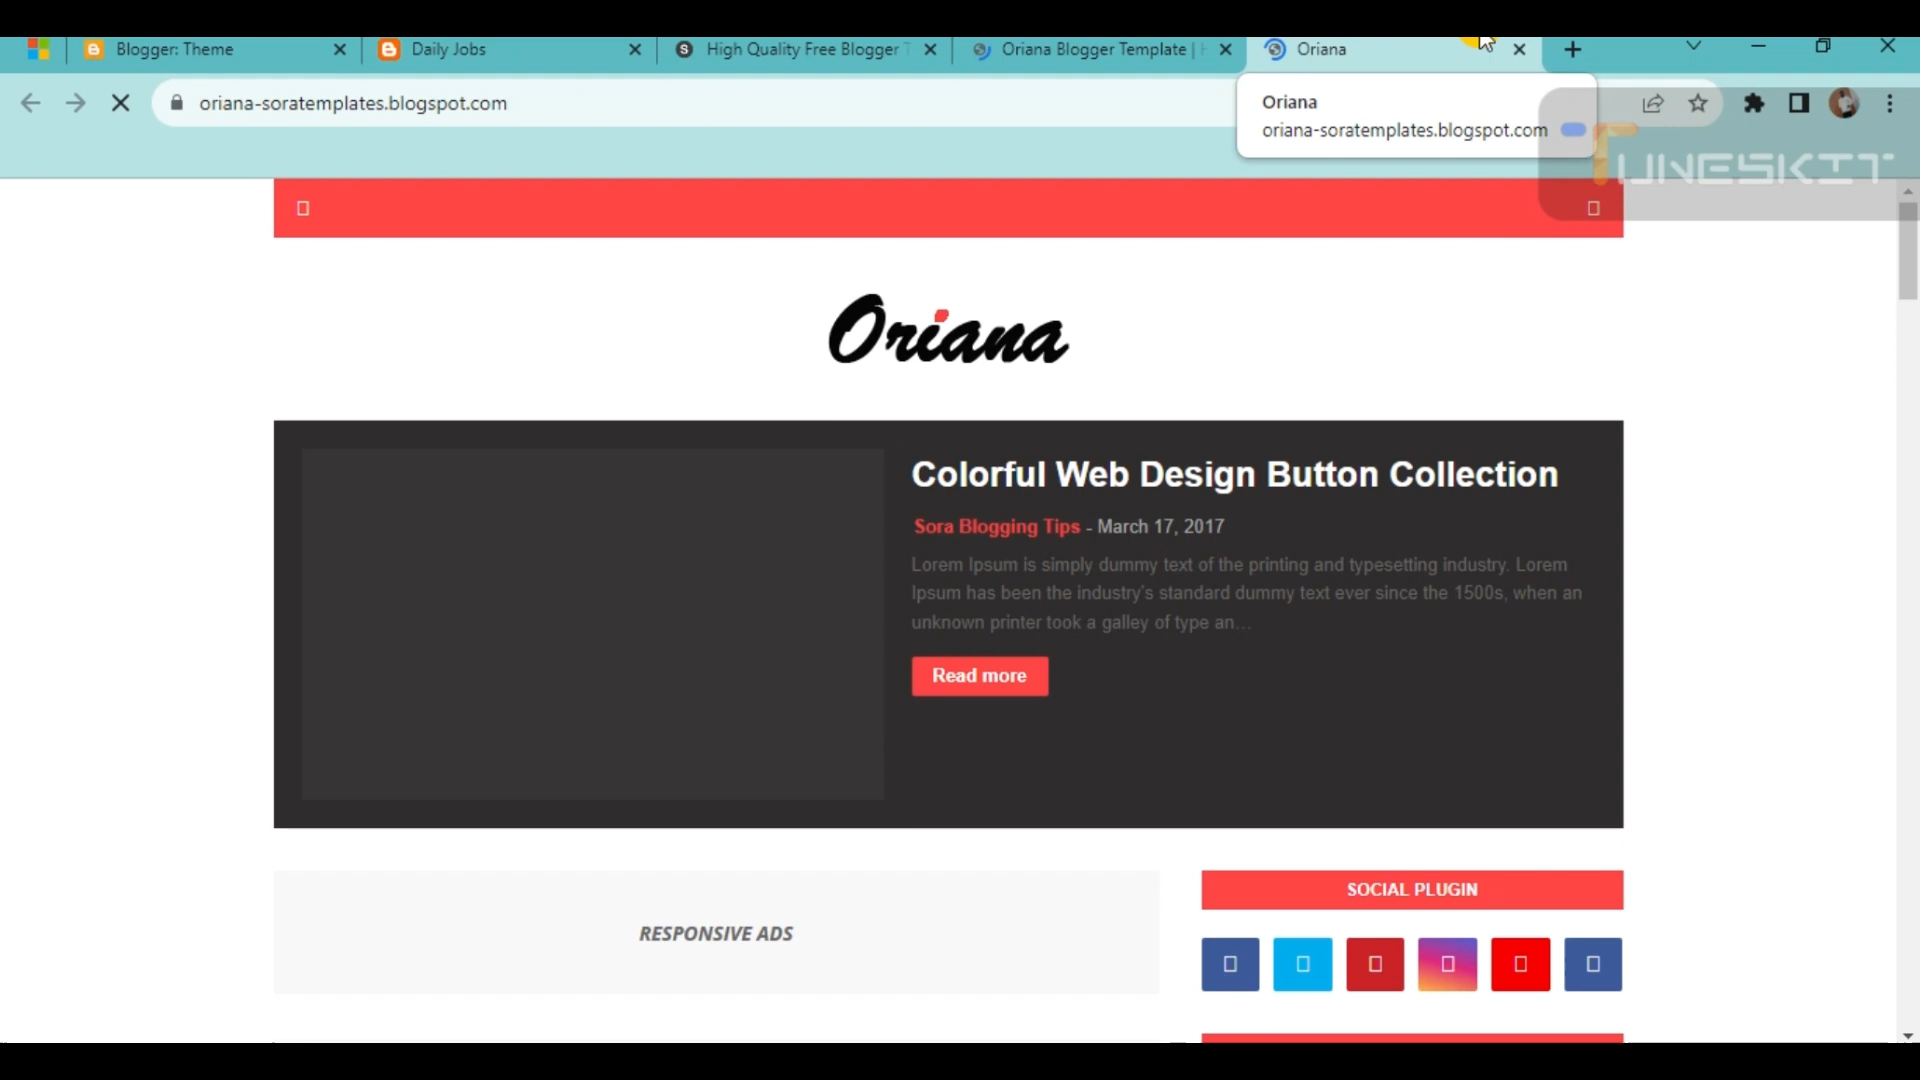 Blogger: Theme
Daily Jobs
High Quality Free Blogger T
Oriana Blogger Template |
Oriana
oriana-soratemplates.blogspot.com
Oriana
oriana-soratemplates.blogspot.com
TUNESKIT
Oriana
Colorful Web Design Button Collection
Sora Blogging Tips - March 17, 2017
Lorem Ipsum is simply dummy text of the printing and typesetting industry. Lorem
Ipsum has been the industry's standard dummy text ever since the 1500s, when an
unknown printer took a galley of type an...
Read more
RESPONSIVE ADS
SOCIAL PLUGIN